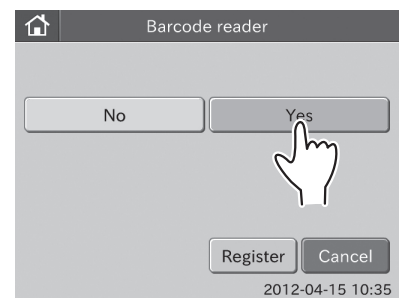 Barcode reader
No Yes
Register Cancel
2012-04-15 10:35